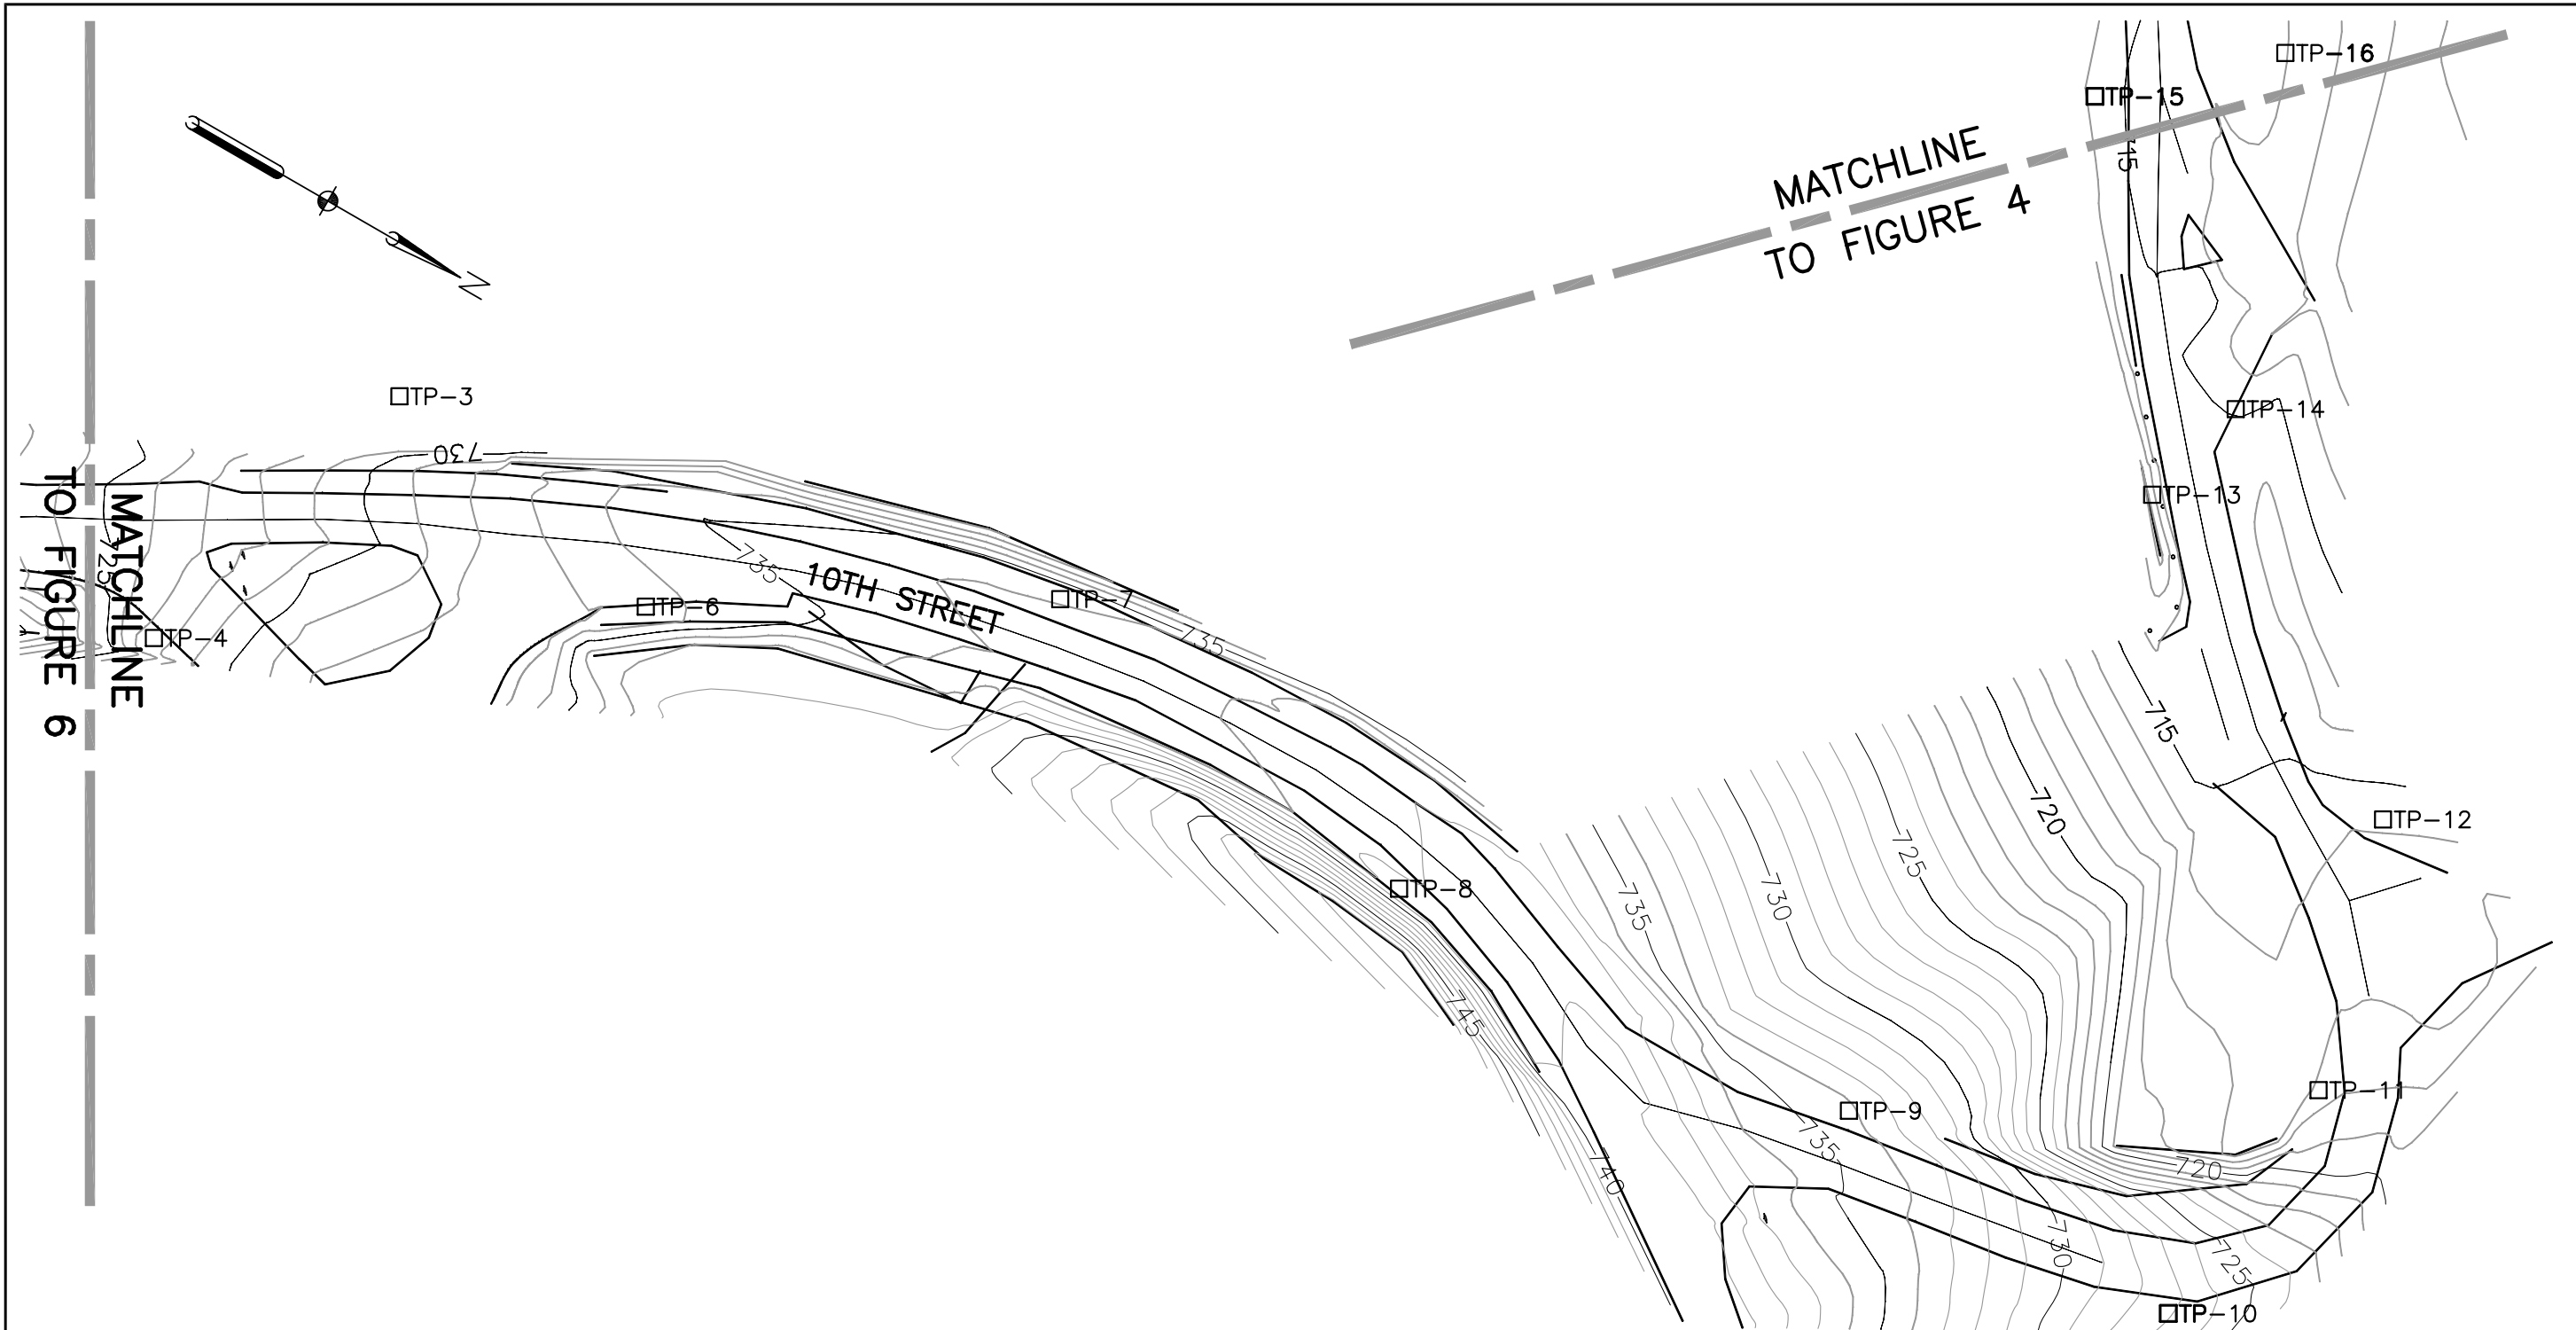 TP-16
TP-15
MATCHLINE
TO FIGURE 4
715
N
TP-3
TP-14
730
MATCHLINE
TO FIGURE 6
TP-13
725
735
10TH STREET
TP-6
TP-7
TP-4
735
715
720
TP-12
725
TP-8
735
730
745
TP-11
TP-9
735
740
720
730
725
TP-10